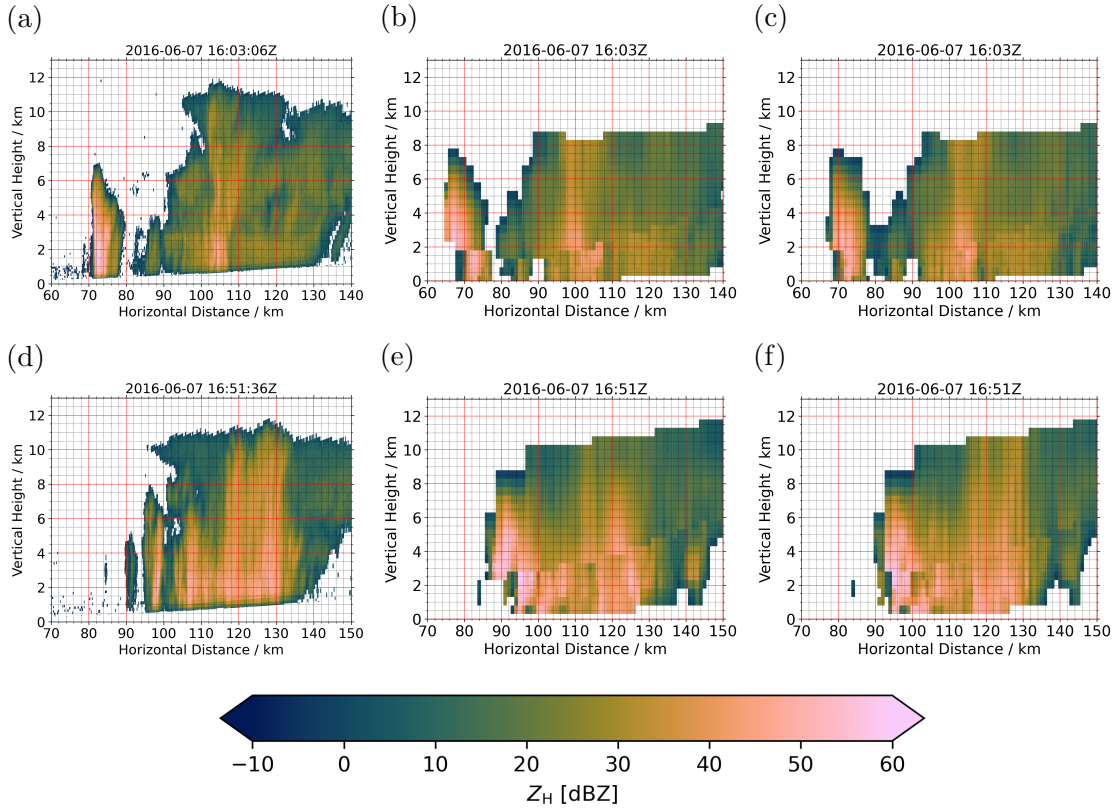 (a) (b) (c)
2016-06-07 16:03:06Z 2016-06-07 16:03Z 2016-06-07 16:03Z
Vertical Height / km
12
10
8
6
4
2
0
60 70 80 90 100 110 120 130 140
Horizontal Distance / km
Vertical Height / km
12
10
8
6
4
2
0
60 70 80 90 100 110 120 130 140
Horizontal Distance / km
Vertical Height / km
12
10
8
6
4
2
0
60 70 80 90 100 110 120 130 140
Horizontal Distance / km
(d) (e) (f)
2016-06-07 16:51:36Z 2016-06-07 16:51Z 2016-06-07 16:51Z
Vertical Height / km
12
10
8
6
4
2
0
70 80 90 100 110 120 130 140 150
Horizontal Distance / km
Vertical Height / km
12
10
8
6
4
2
0
70 80 90 100 110 120 130 140 150
Horizontal Distance / km
Vertical Height / km
12
10
8
6
4
2
0
70 80 90 100 110 120 130 140 150
Horizontal Distance / km
−10 0 10 20 30 40 50 60
Z_H [dBZ]